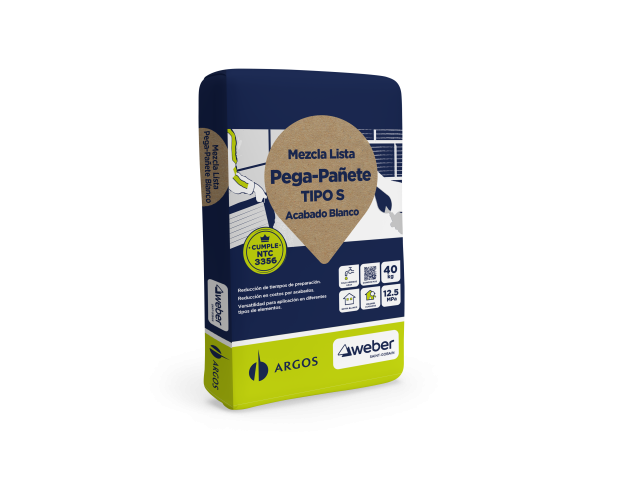 Mezcla Lista
Pega-Pañete
TIPO S
Acabado Blanco
Mezcla Lista
Pega-Pañete Blanco
CUMPLE
NTC
3356
Reducción de tiempos de preparación.
Reducción en costos por acabados.
Versatilidad para aplicación en diferentes
tipos de elementos.
40
kg
12.5
MPa
weber
SAINT-GOBAIN
ARGOS
weber
ARGOS